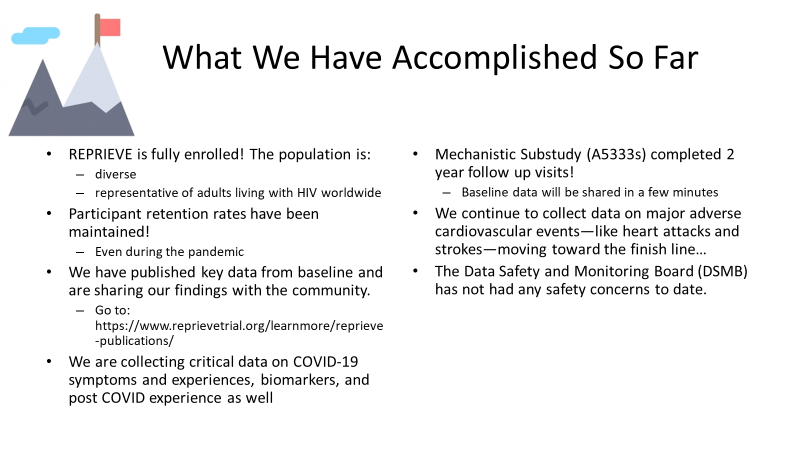 What We Have Accomplished So Far
• REPRIEVE is fully enrolled! The population is:
– diverse
– representative of adults living with HIV worldwide
• Participant retention rates have been
maintained!
– Even during the pandemic
• We have published key data from baseline and
are sharing our findings with the community.
– Go to:
https://www.reprievetrial.org/learnmore/reprieve
-publications/
• We are collecting critical data on COVID-19
symptoms and experiences, biomarkers, and
post COVID experience as well
• Mechanistic Substudy (A5333s) completed 2
year follow up visits!
– Baseline data will be shared in a few minutes
• We continue to collect data on major adverse
cardiovascular events—like heart attacks and
strokes—moving toward the finish line…
• The Data Safety and Monitoring Board (DSMB)
has not had any safety concerns to date.